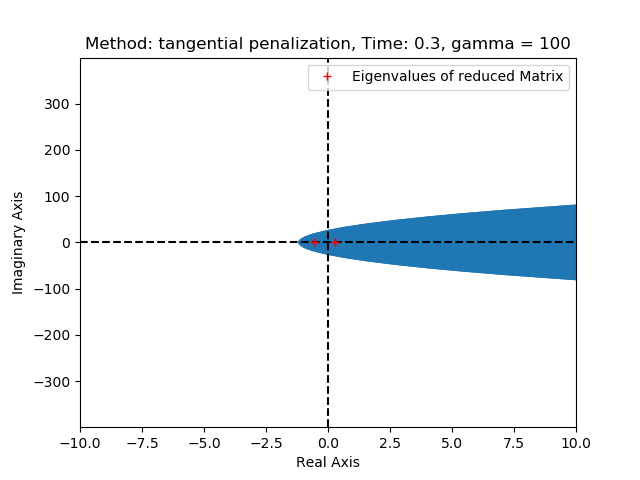 Method: tangential penalization, Time: 0.3, gamma = 100
Eigenvalues of reduced Matrix
300
200
100
0
−100
−200
−300
Imaginary Axis
−10.0 −7.5 −5.0 −2.5 0.0 2.5 5.0 7.5 10.0
Real Axis